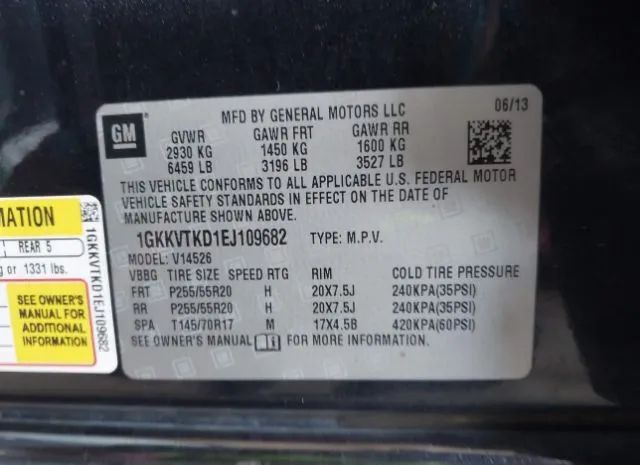 MFD BY GENERAL MOTORS LLC 06/13
GM
GVWR GAWR FRT GAWR RR
2930 KG 1450 KG 1600 KG
6459 LB 3196 LB 3527 LB
THIS VEHICLE CONFORMS TO ALL APPLICABLE U.S. FEDERAL MOTOR
VEHICLE SAFETY STANDARDS IN EFFECT ON THE DATE OF
MANUFACTURE SHOWN ABOVE.
1GKKVTKD1EJ109682 TYPE: M.P.V.
MODEL: V14526
VBBG TIRE SIZE SPEED RTG RIM COLD TIRE PRESSURE
FRT P255/55R20 H 20X7.5J 240KPA(35PSI)
RR P255/55R20 H 20X7.5J 240KPA(35PSI)
SPA T145/70R17 M 17X4.5B 420KPA(60PSI)
SEE OWNER'S MANUAL FOR MORE INFORMATION.
MATION
REAR 5
or 1331 lbs.
SEE OWNER'S
MANUAL FOR
ADDITIONAL
INFORMATION
1GKKVTKD1EJ109682